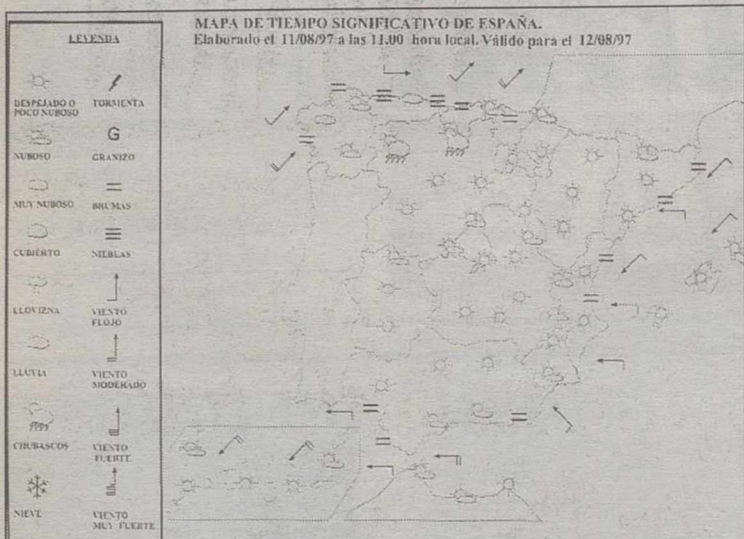 MAPA DE TIEMPO SIGNIFICATIVO DE ESPAÑA.
Elaborado el 11/08/97 a las 11.00 hora local. Válido para el 12/08/97
LEYENDA
DESPEJADO O
POCO NUBOSO
TORMENTA
NUBOSO
G
GRANIZO
MUY NUBOSO
BRUMAS
CUBIERTO
NIEBLAS
LLOVIZNA
VIENTO
FLOJO
LLUVIA
VIENTO
MODERADO
CHUBASCOS
VIENTO
FUERTE
NIEVE
VIENTO
MUY FUERTE